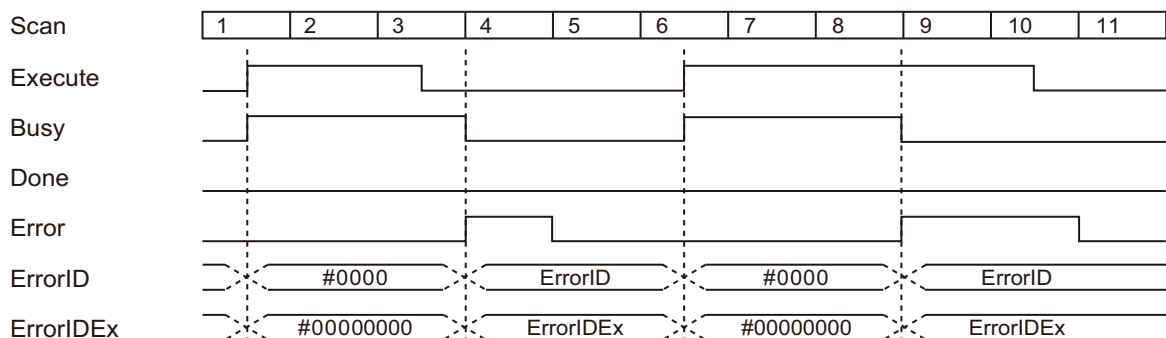 Scan 1 2 3 4 5 6 7 8 9 10 11
Execute
Busy
Done
Error
ErrorID #0000 ErrorID #0000 ErrorID
ErrorIDEx #00000000 ErrorIDEx #00000000 ErrorIDEx